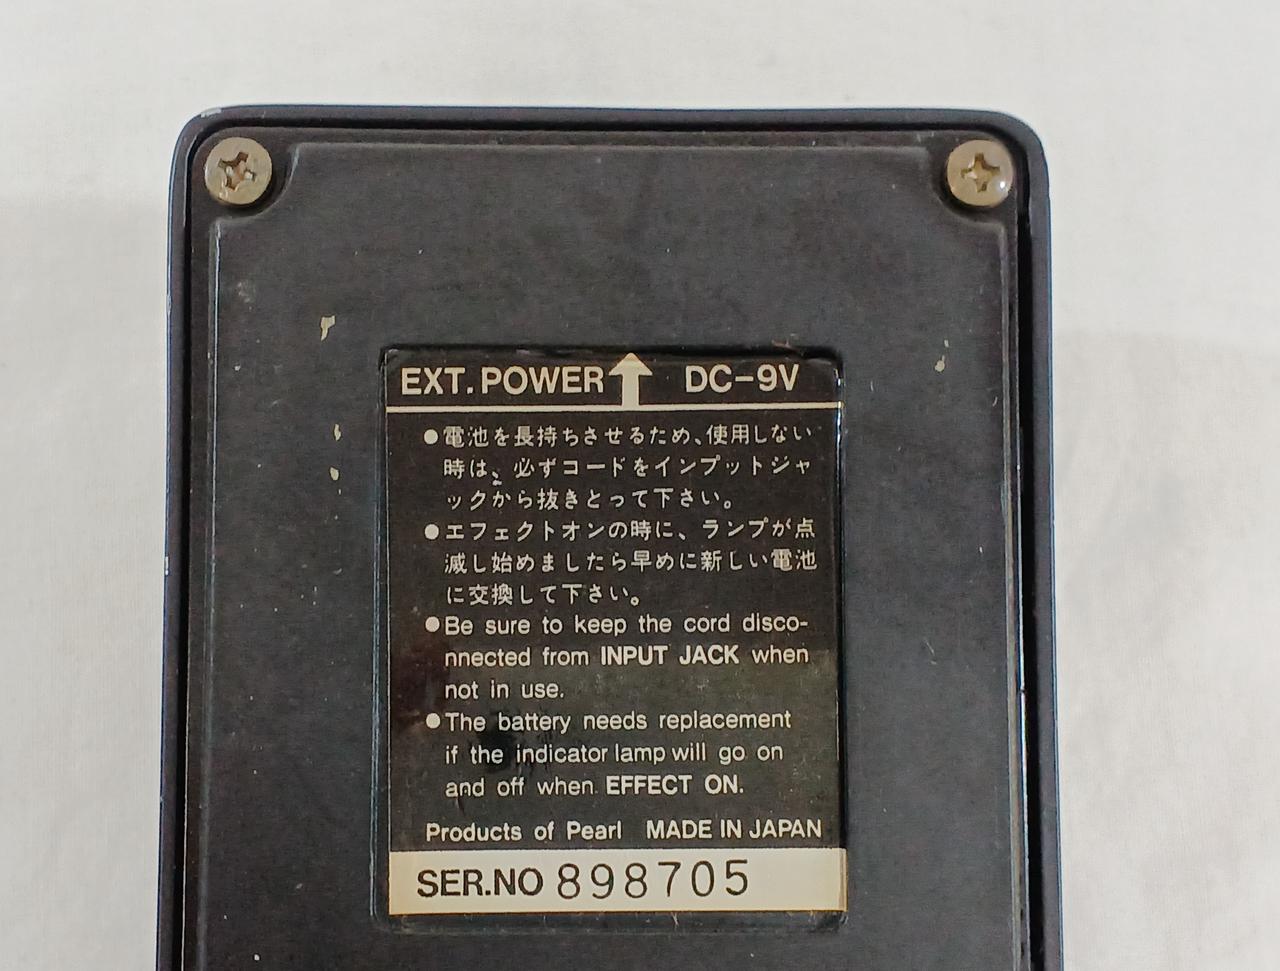 EXT. POWER DC-9V
●電池を長持ちさせるため、使用しない
時は、必ずコードをインプットジャ
ックから抜きとって下さい。
●エフェクトオンの時に、ランプが点
滅し始めましたら早めに新しい電池
に交換して下さい。
●Be sure to keep the cord disco-
nnected from INPUT JACK when
not in use.
●The battery needs replacement
if the indicator lamp will go on
and off when EFFECT ON.
Products of Pearl MADE IN JAPAN
SER.NO 898705